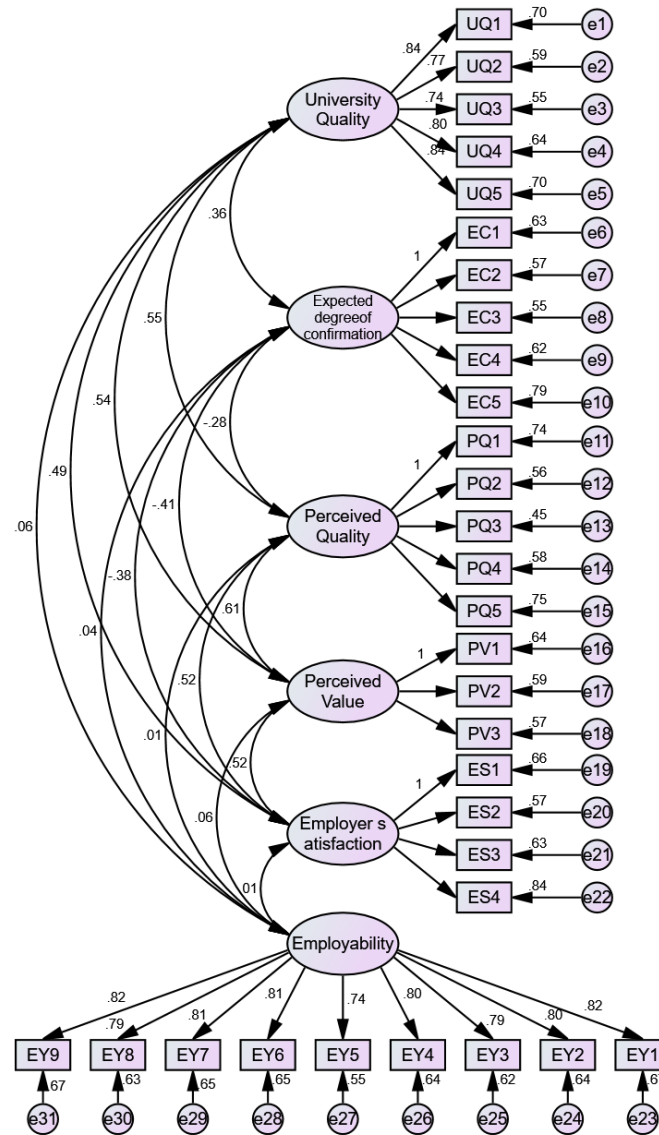 UQ1
.70
e1
.84
UQ2
.59
e2
.77
University
Quality
.74
UQ3
.55
e3
.80
UQ4
.64
e4
.84
UQ5
.70
e5
.36
EC1
.63
e6
1
EC2
.57
e7
Expected
degreeof
confirmation
EC3
.55
e8
.55
EC4
.62
e9
EC5
.79
e10
.54
-.28
PQ1
.74
e11
1
.49
PQ2
.56
e12
-.41
Perceived
Quality
PQ3
.45
e13
.06
PQ4
.58
e14
-.38
PQ5
.75
e15
.61
.04
PV1
.64
e16
1
.52
Perceived
Value
PV2
.59
e17
.01
PV3
.57
e18
.52
ES1
.66
e19
1
.06
ES2
.57
e20
Employer s
atisfaction
ES3
.63
e21
01
ES4
.84
e22
Employability
.82
.79
.81
.81
.74
.80
.79
.80
.82
EY9
EY8
EY7
EY6
EY5
EY4
EY3
EY2
EY1
.67
.63
.65
.65
.55
.64
.62
.64
e31
e30
e29
e28
e27
e26
e25
e24
e23